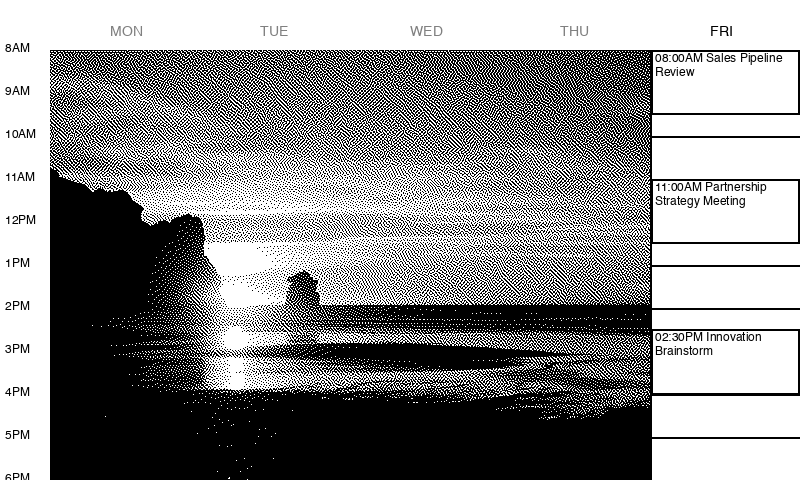 MON TUE WED THU FRI
8AM
9AM
10AM
11AM
12PM
1PM
2PM
3PM
4PM
5PM
6PM
08:00AM Sales Pipeline
Review
11:00AM Partnership
Strategy Meeting
02:30PM Innovation
Brainstorm